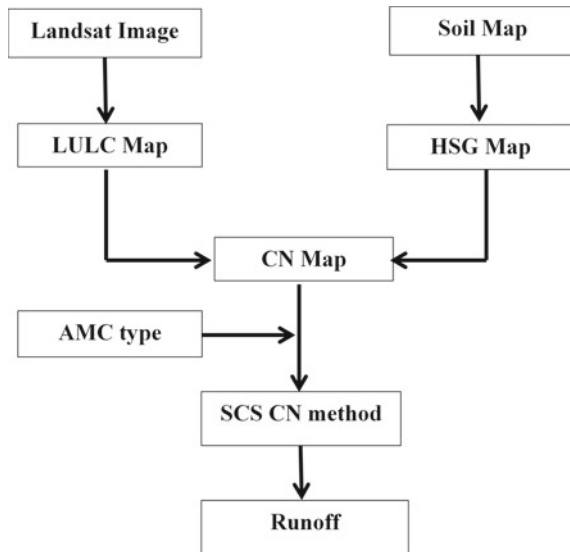 Landsat Image
Soil Map
LULC Map
HSG Map
CN Map
AMC type
SCS CN method
Runoff